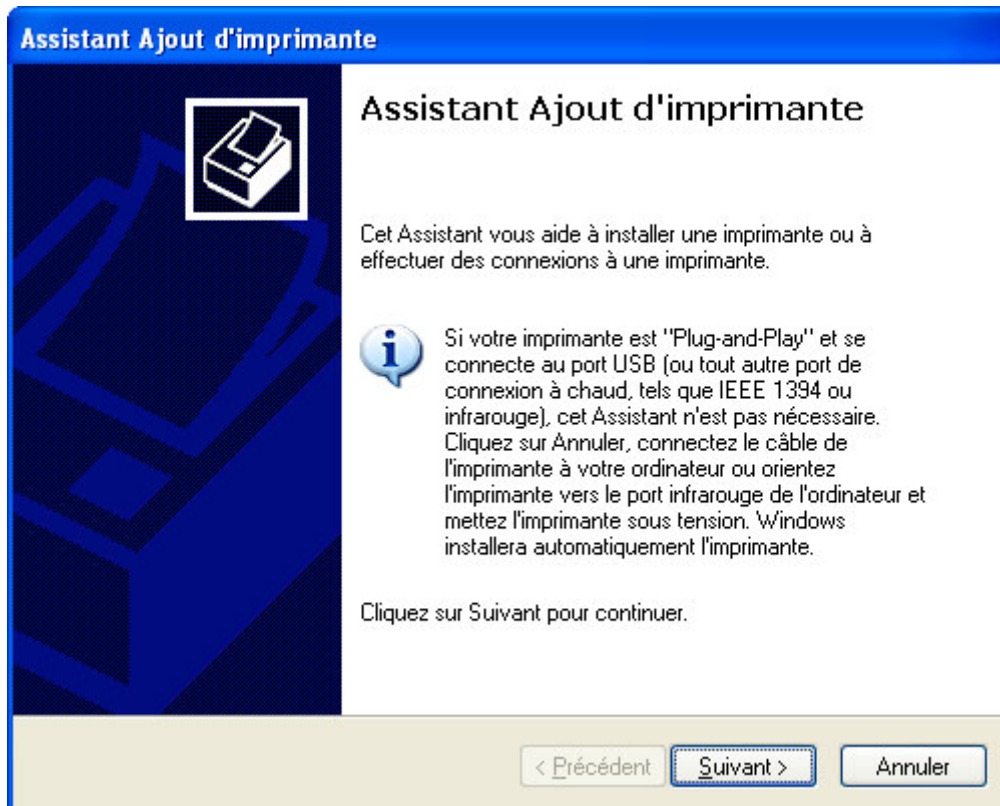 Assistant Ajout d'imprimante
Assistant Ajout d'imprimante
Cet Assistant vous aide à installer une imprimante ou à
effectuer des connexions à une imprimante.
Si votre imprimante est "Plug-and-Play" et se
connecte au port USB (ou tout autre port de
connexion à chaud, tels que IEEE 1394 ou
infrarouge), cet Assistant n'est pas nécessaire.
Cliquez sur Annuler, connectez le câble de
l'imprimante à votre ordinateur ou orientez
l'imprimante vers le port infrarouge de l'ordinateur et
mettez l'imprimante sous tension. Windows
installera automatiquement l'imprimante.
Cliquez sur Suivant pour continuer.
< Précédent Suivant > Annuler